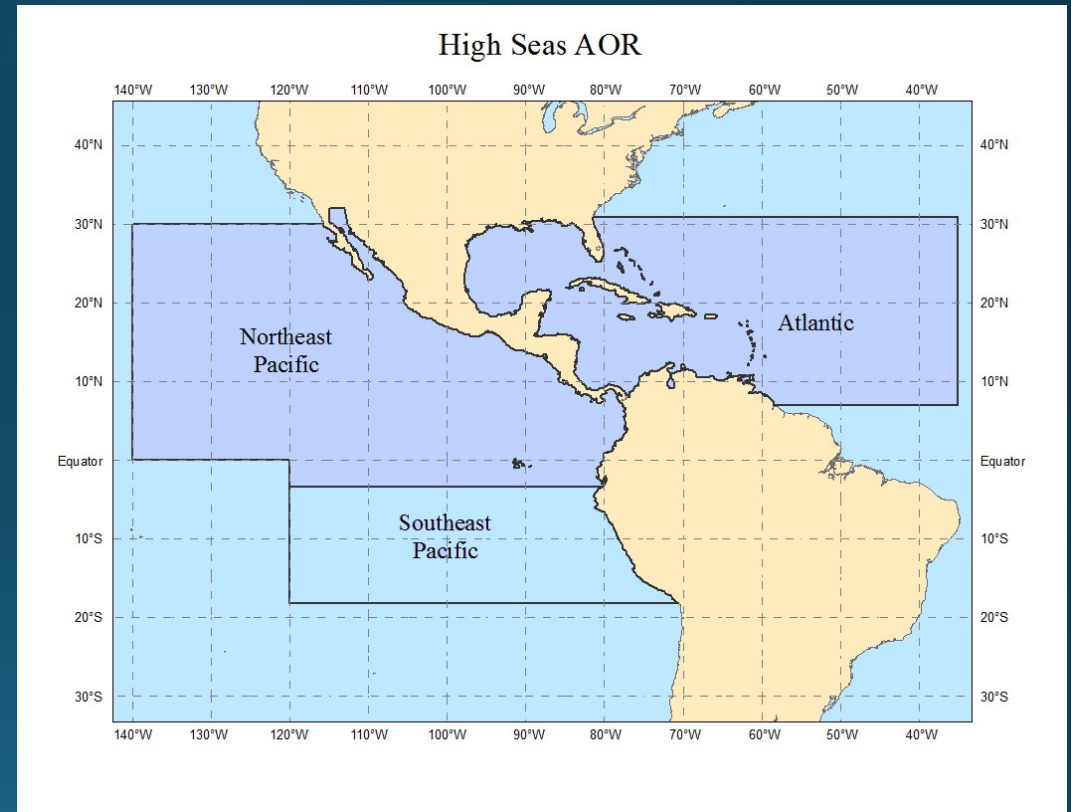 High Seas AOR
140°W 130°W 120°W 110°W 100°W 90°W 80°W 70°W 60°W 50°W 40°W
40°N 40°N
30°N 30°N
20°N 20°N
Atlantic
Northeast
Pacific
10°N 10°N
Equator Equator
Southeast
Pacific
10°S 10°S
20°S 20°S
30°S 30°S
140°W 130°W 120°W 110°W 100°W 90°W 80°W 70°W 60°W 50°W 40°W